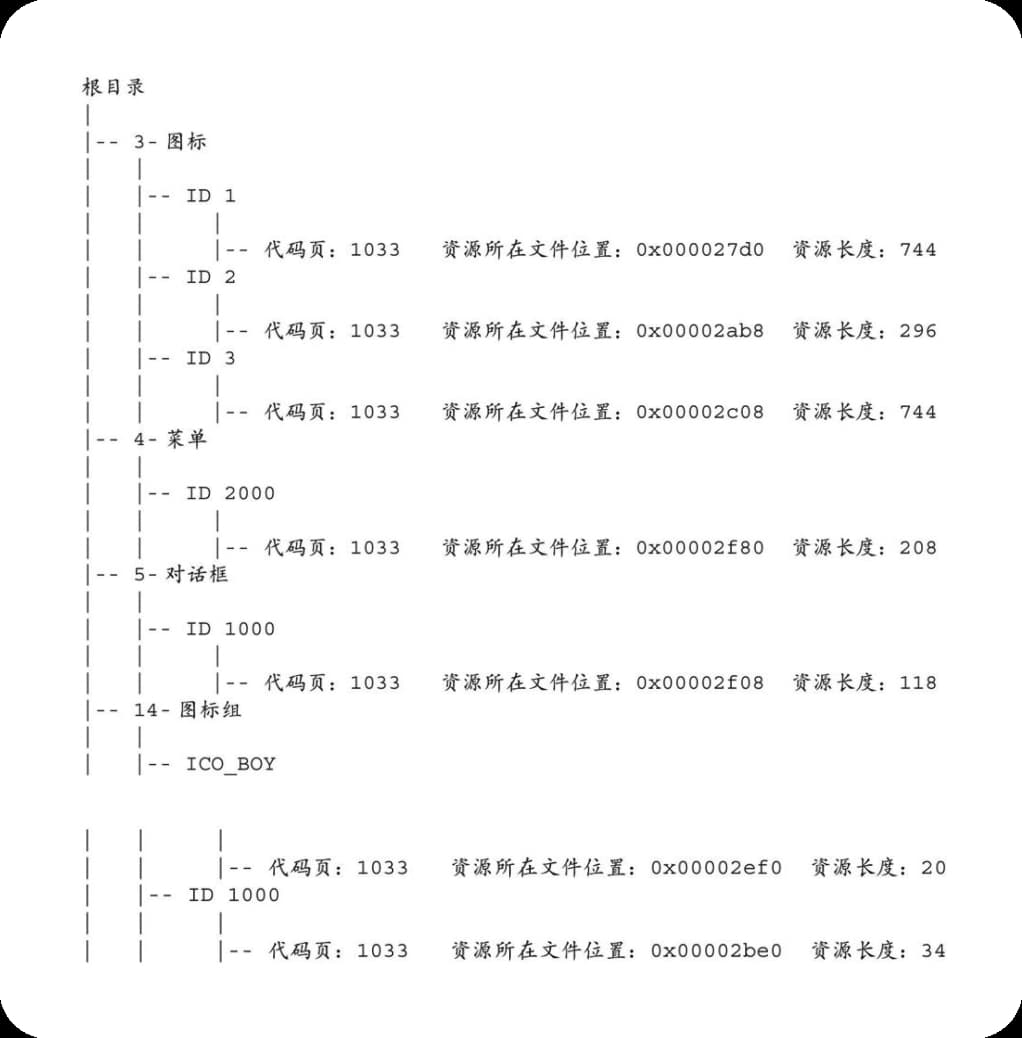 根目录
|
|-- 3- 图标
|   |
|   |-- ID 1
|   |     |
|   |     |-- 代码页：1033   资源所在文件位置：0x000027d0  资源长度：744
|   |-- ID 2
|   |     |
|   |     |-- 代码页：1033   资源所在文件位置：0x00002ab8  资源长度：296
|   |-- ID 3
|   |     |
|   |     |-- 代码页：1033   资源所在文件位置：0x00002c08  资源长度：744
|-- 4- 菜单
|   |
|   |-- ID 2000
|   |     |
|   |     |-- 代码页：1033   资源所在文件位置：0x00002f80  资源长度：208
|-- 5- 对话框
|   |
|   |-- ID 1000
|   |     |
|   |     |-- 代码页：1033   资源所在文件位置：0x00002f08  资源长度：118
|-- 14- 图标组
|   |
|   |-- ICO_BOY
|   |     |
|   |     |-- 代码页：1033   资源所在文件位置：0x00002ef0  资源长度：20
|   |-- ID 1000
|   |     |
|   |     |-- 代码页：1033   资源所在文件位置：0x00002be0  资源长度：34